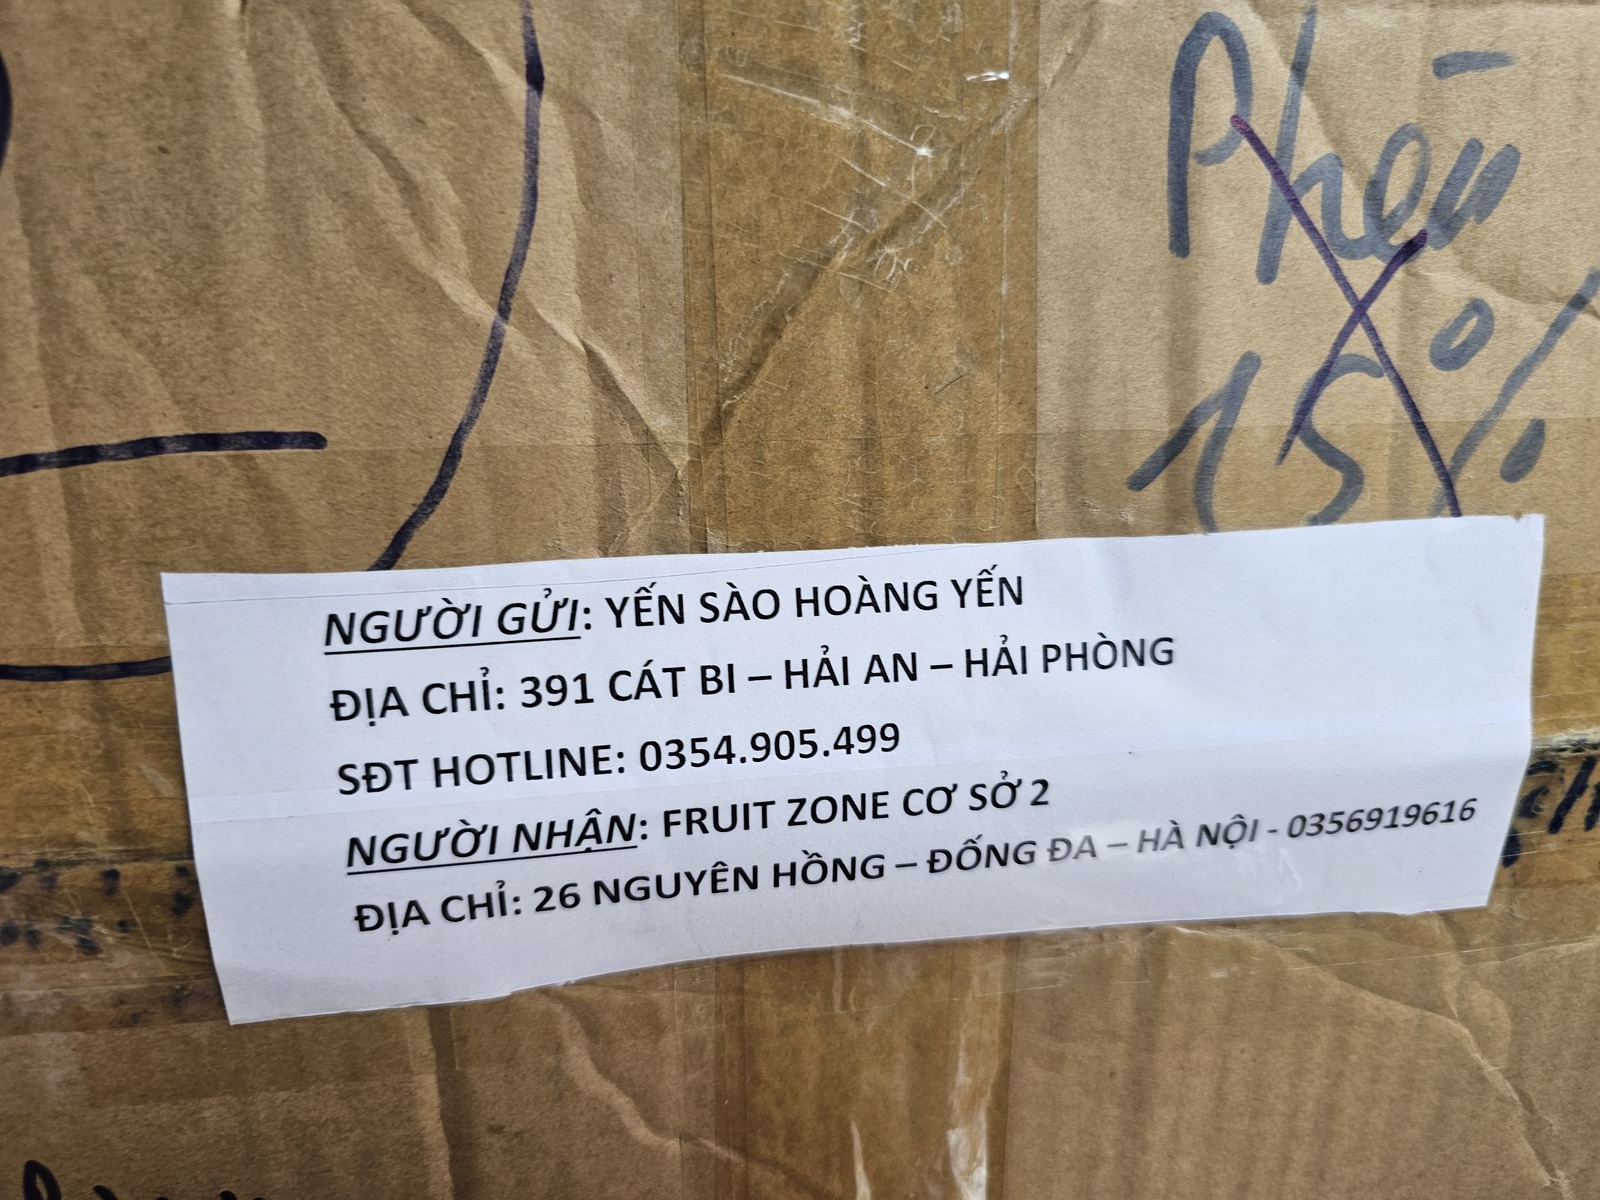 Phèn
15%
NGƯỜI GỬI: YẾN SÀO HOÀNG YẾN
ĐỊA CHỈ: 391 CÁT BI – HẢI AN – HẢI PHÒNG
SĐT HOTLINE: 0354.905.499
NGƯỜI NHẬN: FRUIT ZONE CƠ SỞ 2
ĐỊA CHỈ: 26 NGUYÊN HỒNG – ĐỐNG ĐA – HÀ NỘI - 0356919616